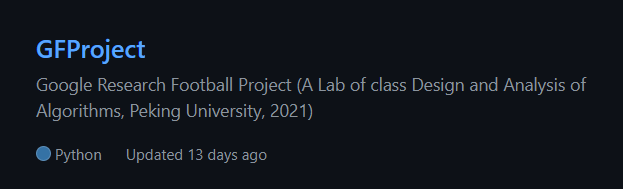 GFProject
Google Research Football Project (A Lab of class Design and Analysis of
Algorithms, Peking University, 2021)
Python Updated 13 days ago